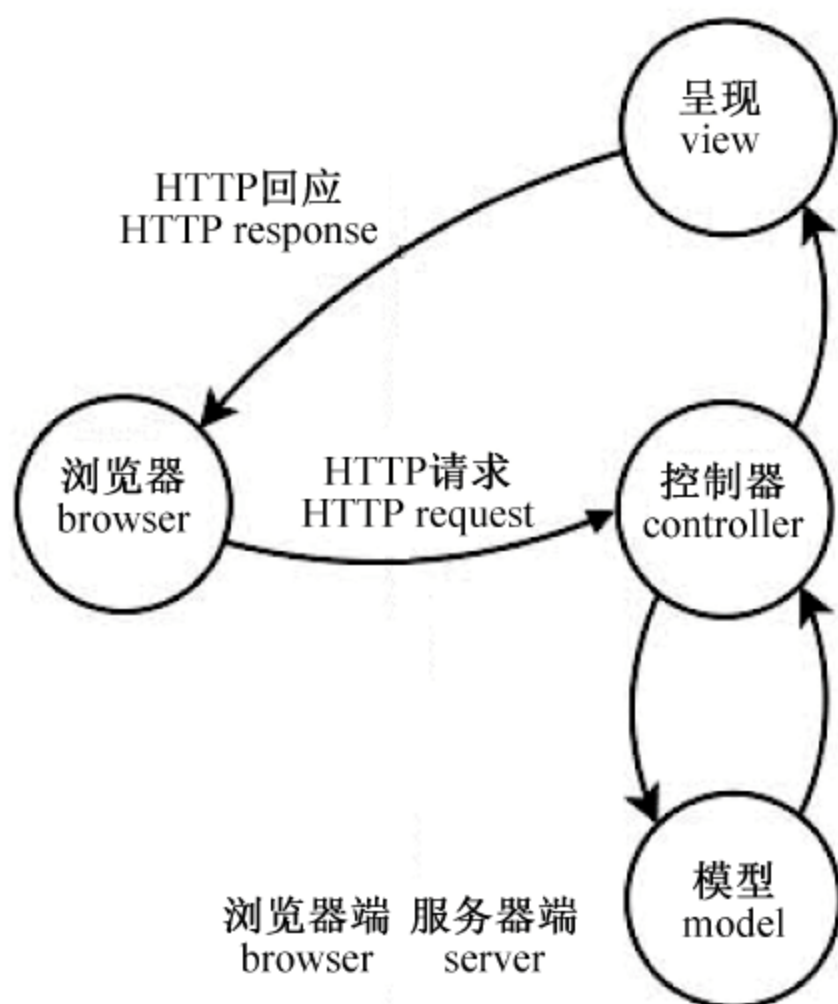 呈现
view
HTTP回应
HTTP response
浏览器
browser
HTTP请求
HTTP request
控制器
controller
模型
model
浏览器端 服务器端
browser server